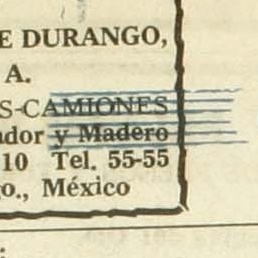 E DURANGO,
A.
S-CAMIONES
ador y Madero
10 Tel. 55-55
o., México